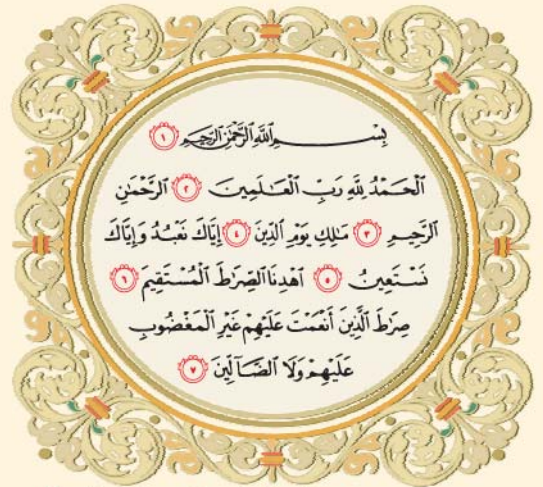 بِسْمِ ٱللَّهِ ٱلرَّحْمَٰنِ ٱلرَّحِيمِ ١
ٱلْحَمْدُ لِلَّهِ رَبِّ ٱلْعَٰلَمِينَ ٢ ٱلرَّحْمَٰنِ
ٱلرَّحِيمِ ٣ مَٰلِكِ يَوْمِ ٱلدِّينِ ٤ إِيَّاكَ نَعْبُدُ وَإِيَّاكَ
نَسْتَعِينُ ٥ ٱهْدِنَا ٱلصِّرَٰطَ ٱلْمُسْتَقِيمَ ٦
صِرَٰطَ ٱلَّذِينَ أَنْعَمْتَ عَلَيْهِمْ غَيْرِ ٱلْمَغْضُوبِ
عَلَيْهِمْ وَلَا ٱلضَّآلِّينَ ٧